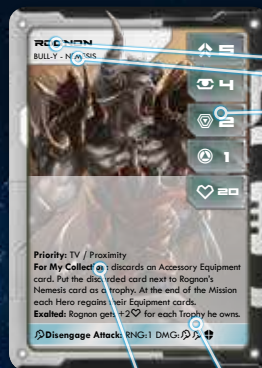 ROGNON
BULL-Y - NEMESIS
5
4
2
1
20
Priority: TV / Proximity
For My Collection: discards an Accessory Equipment
card. Put the discarded card next to Rognon's
Nemesis card as a trophy. At the end of the Mission
each Hero regains their Equipment cards.
Exalted: Rognon gets +2 for each Trophy he owns.
Disengage Attack: RNG:1 DMG: